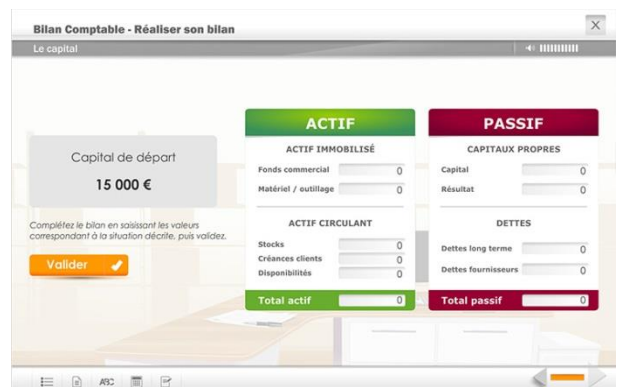 Bilan Comptable - Réaliser son bilan
Le capital
Capital de départ
15 000 €
Complétez le bilan en saisissant les valeurs
correspondant à la situation décrite, puis validez.
Valider
ACTIF
ACTIF IMMOBILISÉ
Fonds commercial 0
Matériel / outillage 0
ACTIF CIRCULANT
Stocks 0
Créances clients 0
Disponibilités 0
Total actif 0
PASSIF
CAPITAUX PROPRES
Capital 0
Résultat 0
DETTES
Dettes long terme 0
Dettes fournisseurs 0
Total passif 0
ABC